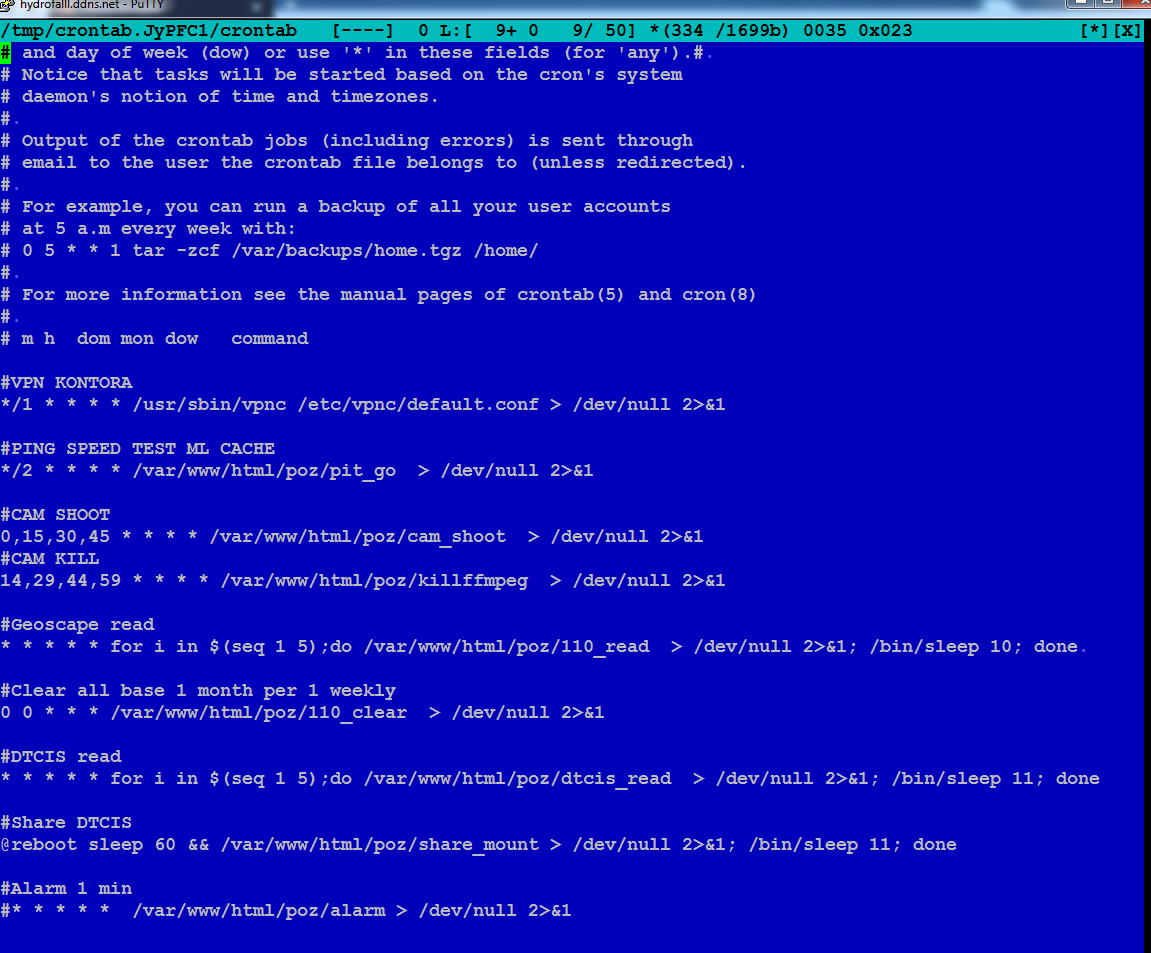 hydrofalll.ddns.net - PuTTY
/tmp/crontab.JyPFC1/crontab   [----]  0 L:[  9+ 0   9/ 50] *(334 /1699b) 0035 0x023   [*][X]
# and day of week (dow) or use '*' in these fields (for 'any').#.
# Notice that tasks will be started based on the cron's system
# daemon's notion of time and timezones.
#.
# Output of the crontab jobs (including errors) is sent through
# email to the user the crontab file belongs to (unless redirected).
#.
# For example, you can run a backup of all your user accounts
# at 5 a.m every week with:
# 0 5 * * 1 tar -zcf /var/backups/home.tgz /home/
#.
# For more information see the manual pages of crontab(5) and cron(8)
#.
# m h  dom mon dow   command
#VPN KONTORA
*/1 * * * * /usr/sbin/vpnc /etc/vpnc/default.conf > /dev/null 2>&1
#PING SPEED TEST ML CACHE
*/2 * * * * /var/www/html/poz/pit_go  > /dev/null 2>&1
#CAM SHOOT
0,15,30,45 * * * * /var/www/html/poz/cam_shoot  > /dev/null 2>&1
#CAM KILL
14,29,44,59 * * * * /var/www/html/poz/killffmpeg  > /dev/null 2>&1
#Geoscape read
* * * * * for i in $(seq 1 5);do /var/www/html/poz/110_read  > /dev/null 2>&1; /bin/sleep 10; done.
#Clear all base 1 month per 1 weekly
0 0 * * * /var/www/html/poz/110_clear  > /dev/null 2>&1
#DTCIS read
* * * * * for i in $(seq 1 5);do /var/www/html/poz/dtcis_read  > /dev/null 2>&1; /bin/sleep 11; done
#Share DTCIS
@reboot sleep 60 && /var/www/html/poz/share_mount > /dev/null 2>&1; /bin/sleep 11; done
#Alarm 1 min
#* * * * *  /var/www/html/poz/alarm > /dev/null 2>&1